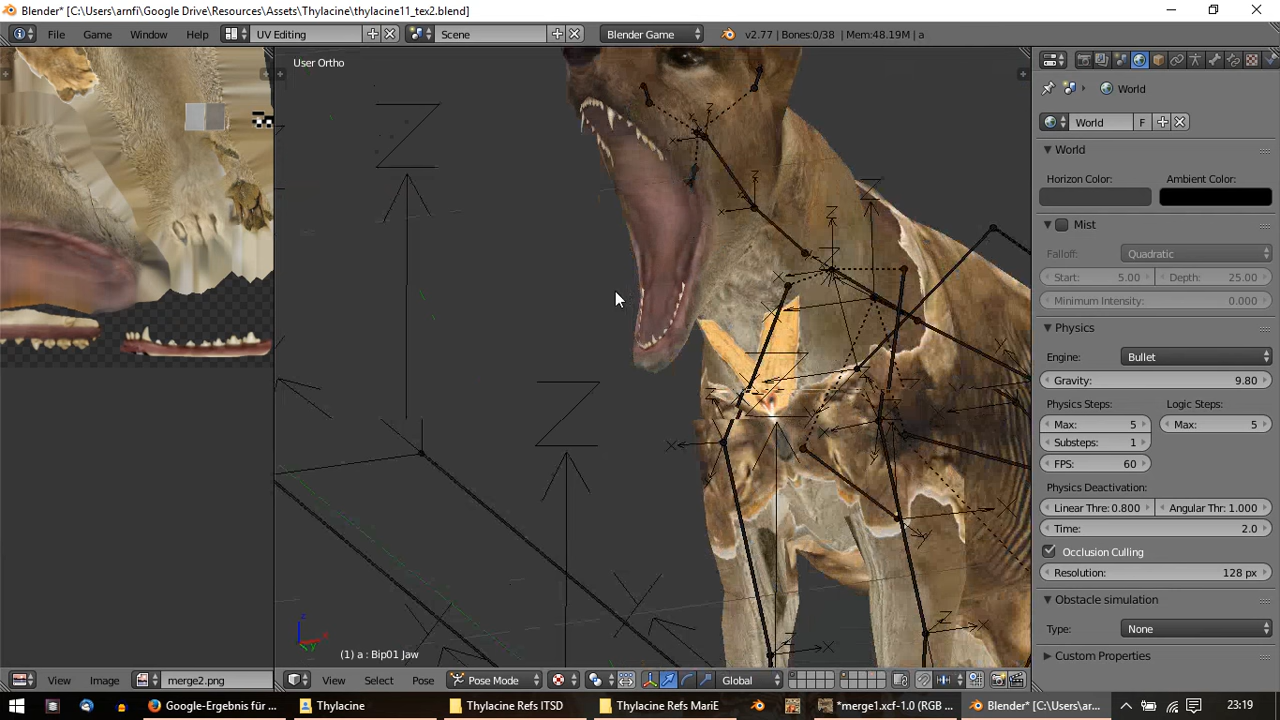 Blender* [C:\Users\arnfi\Google Drive\Resources\Assets\Thylacine\thylacine11_tex2.blend]
File Game Window Help UV Editing Scene Blender Game v2.77 | Bones:0/38 | Mem:48.19M | a
User Ortho
World
World F
World
Horizon Color: Ambient Color:
Mist
Falloff: Quadratic
Start: 5.00 Depth: 25.00
Minimum Intensity: 0.000
Physics
Engine: Bullet
Gravity: 9.80
Physics Steps: Logic Steps:
Max: 5 Max: 5
Substeps: 1
FPS: 60
Physics Deactivation:
Linear Thre: 0.800 Angular Thr: 1.000
Time: 2.0
Occlusion Culling
Resolution: 128 px
Obstacle simulation
Type: None
Custom Properties
(1) a : Bip01 Jaw
View Image merge2.png View Select Pose Pose Mode Global
Google-Ergebnis für ... Thylacine Thylacine Refs ITSD Thylacine Refs MariE *merge1.xcf-1.0 (RGB ... Blender* [C:\Users\ar... 23:19